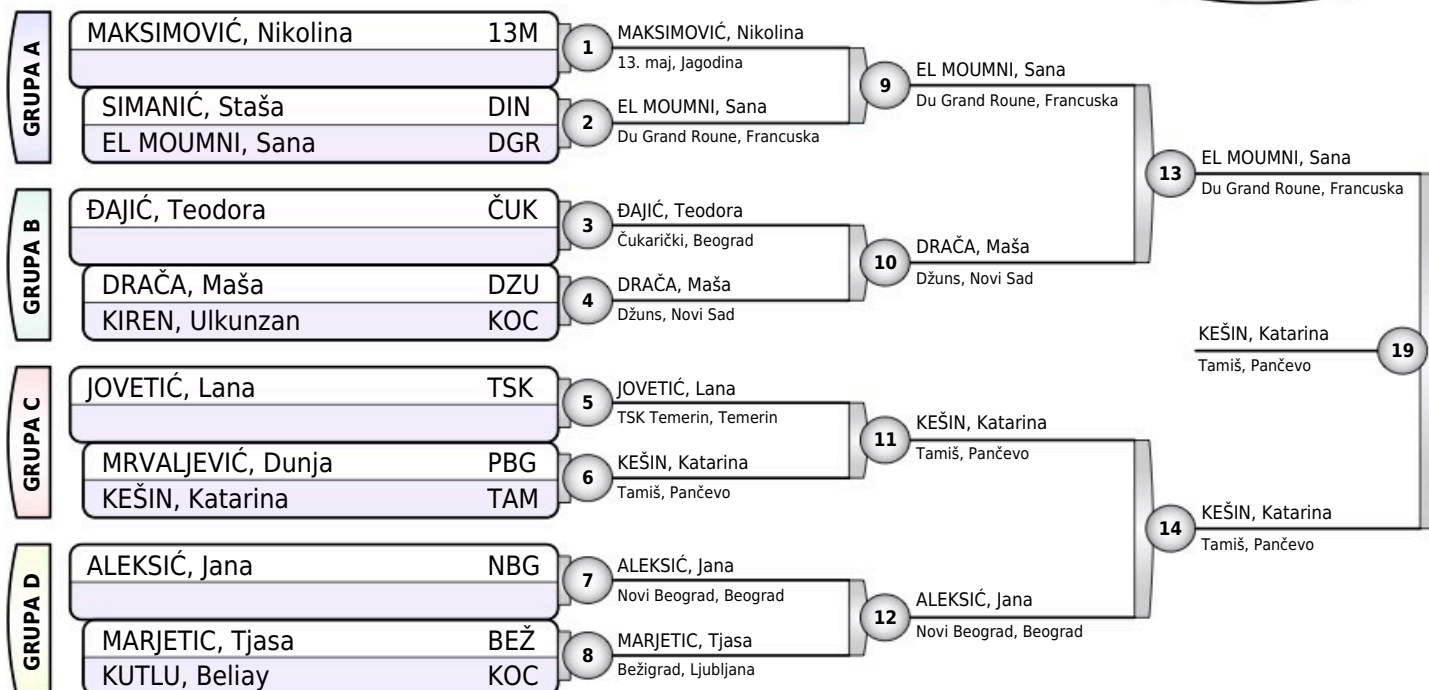 GRUPA A
MAKSIMOVIĆ, Nikolina 13M
SIMANIĆ, Staša DIN
EL MOUMNI, Sana DGR
GRUPA B
ĐAJIĆ, Teodora ČUK
DRAČA, Maša DZU
KIREN, Ulkunzan KOC
GRUPA C
JOVETIĆ, Lana TSK
MRVALJEVIĆ, Dunja PBG
KEŠIN, Katarina TAM
GRUPA D
ALEKSIĆ, Jana NBG
MARJETIC, Tjasa BEŽ
KUTLU, Beliay KOC
1
MAKSIMOVIĆ, Nikolina
13. maj, Jagodina
2
EL MOUMNI, Sana
Du Grand Roune, Francuska
3
ĐAJIĆ, Teodora
Čukarički, Beograd
4
DRAČA, Maša
Džuns, Novi Sad
5
JOVETIĆ, Lana
TSK Temerin, Temerin
6
KEŠIN, Katarina
Tamiš, Pančevo
7
ALEKSIĆ, Jana
Novi Beograd, Beograd
8
MARJETIC, Tjasa
Bežigrad, Ljubljana
9
EL MOUMNI, Sana
Du Grand Roune, Francuska
10
DRAČA, Maša
Džuns, Novi Sad
11
KEŠIN, Katarina
Tamiš, Pančevo
12
ALEKSIĆ, Jana
Novi Beograd, Beograd
13
EL MOUMNI, Sana
Du Grand Roune, Francuska
14
KEŠIN, Katarina
Tamiš, Pančevo
KEŠIN, Katarina
Tamiš, Pančevo
19